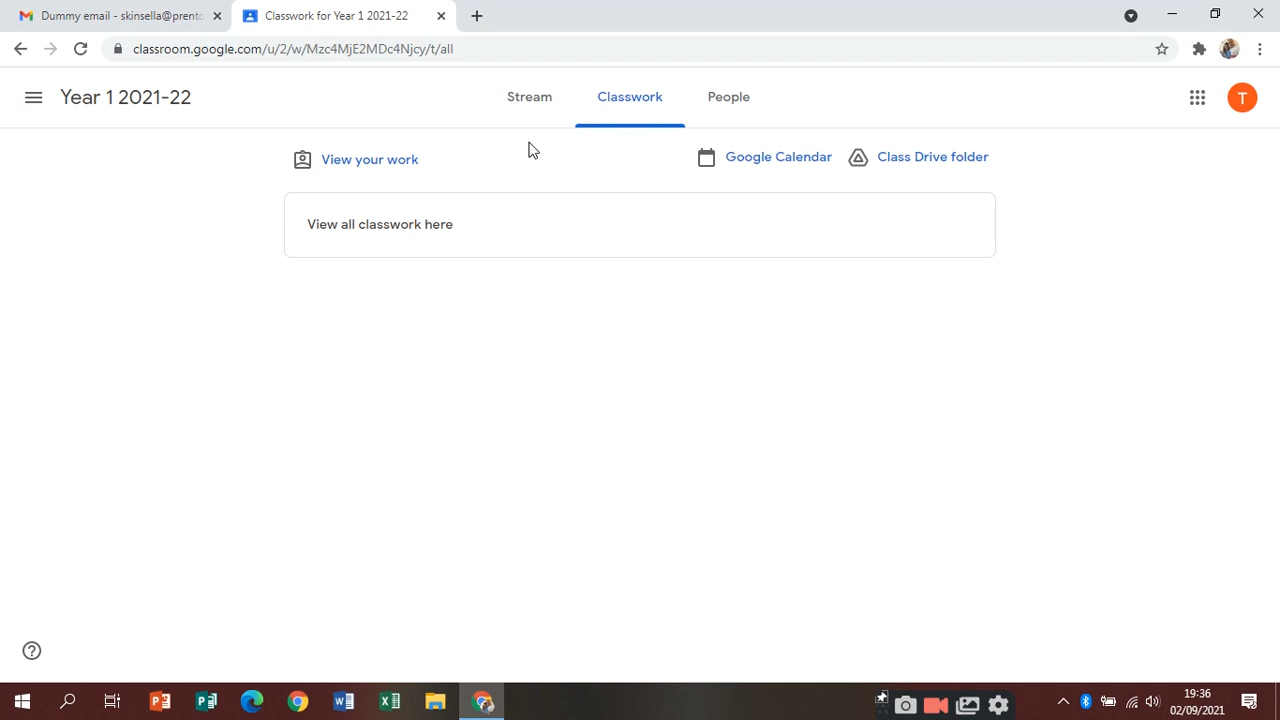 Dummy email - skinsella@prento
Classwork for Year 1 2021-22
classroom.google.com/u/2/w/Mzc4MjE2MDc4Njcy/t/all
Year 1 2021-22
Stream
Classwork
People
T
View your work
Google Calendar
Class Drive folder
View all classwork here
19:36
02/09/2021